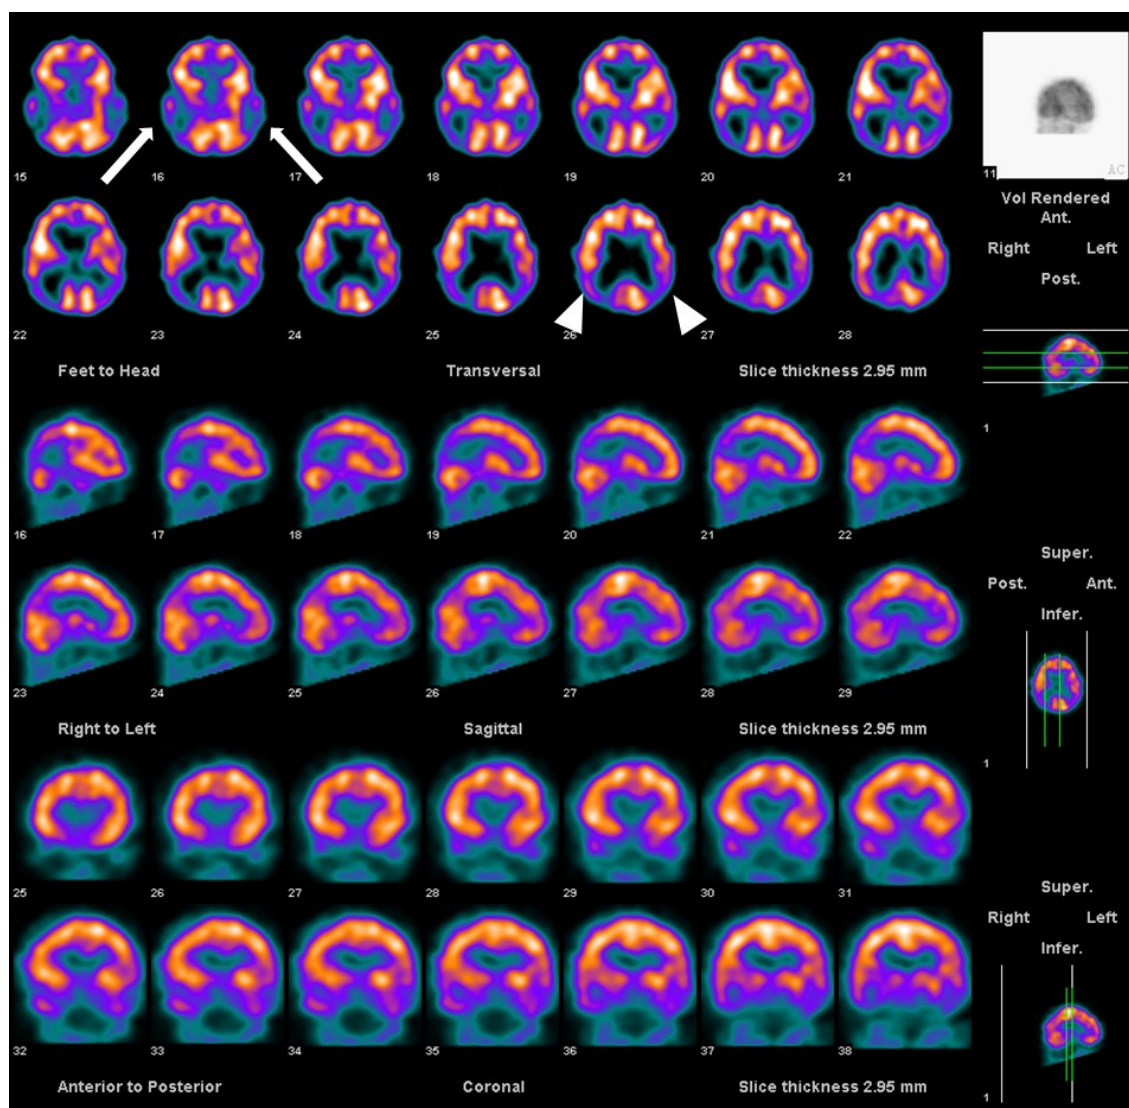 15 16 17 18 19 20 21
11 AC
Vol Rendered
Ant.
Right Left
Post.
22 23 24 25 26 27 28
Feet to Head Transversal Slice thickness 2.95 mm
1
16 17 18 19 20 21 22
Super.
Post. Ant.
Infer.
23 24 25 26 27 28 29
Right to Left Sagittal Slice thickness 2.95 mm
1
25 26 27 28 29 30 31
Super.
Right Left
Infer.
32 33 34 35 36 37 38
Anterior to Posterior Coronal Slice thickness 2.95 mm
1